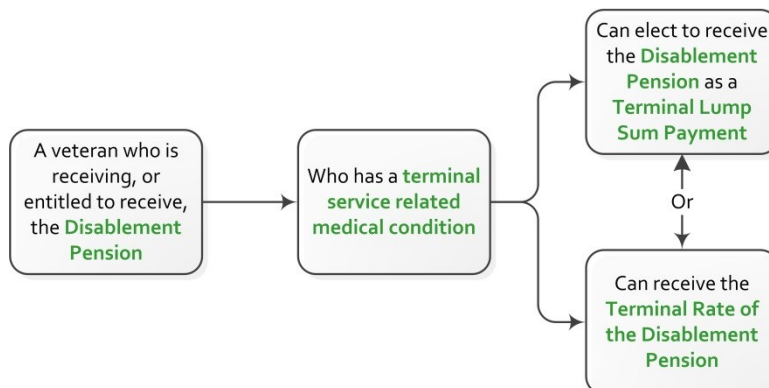 A veteran who is
receiving, or
entitled to receive,
the Disablement
Pension
Who has a terminal
service related
medical condition
Can elect to receive
the Disablement
Pension as a
Terminal Lump
Sum Payment
Or
Can receive the
Terminal Rate of
the Disablement
Pension